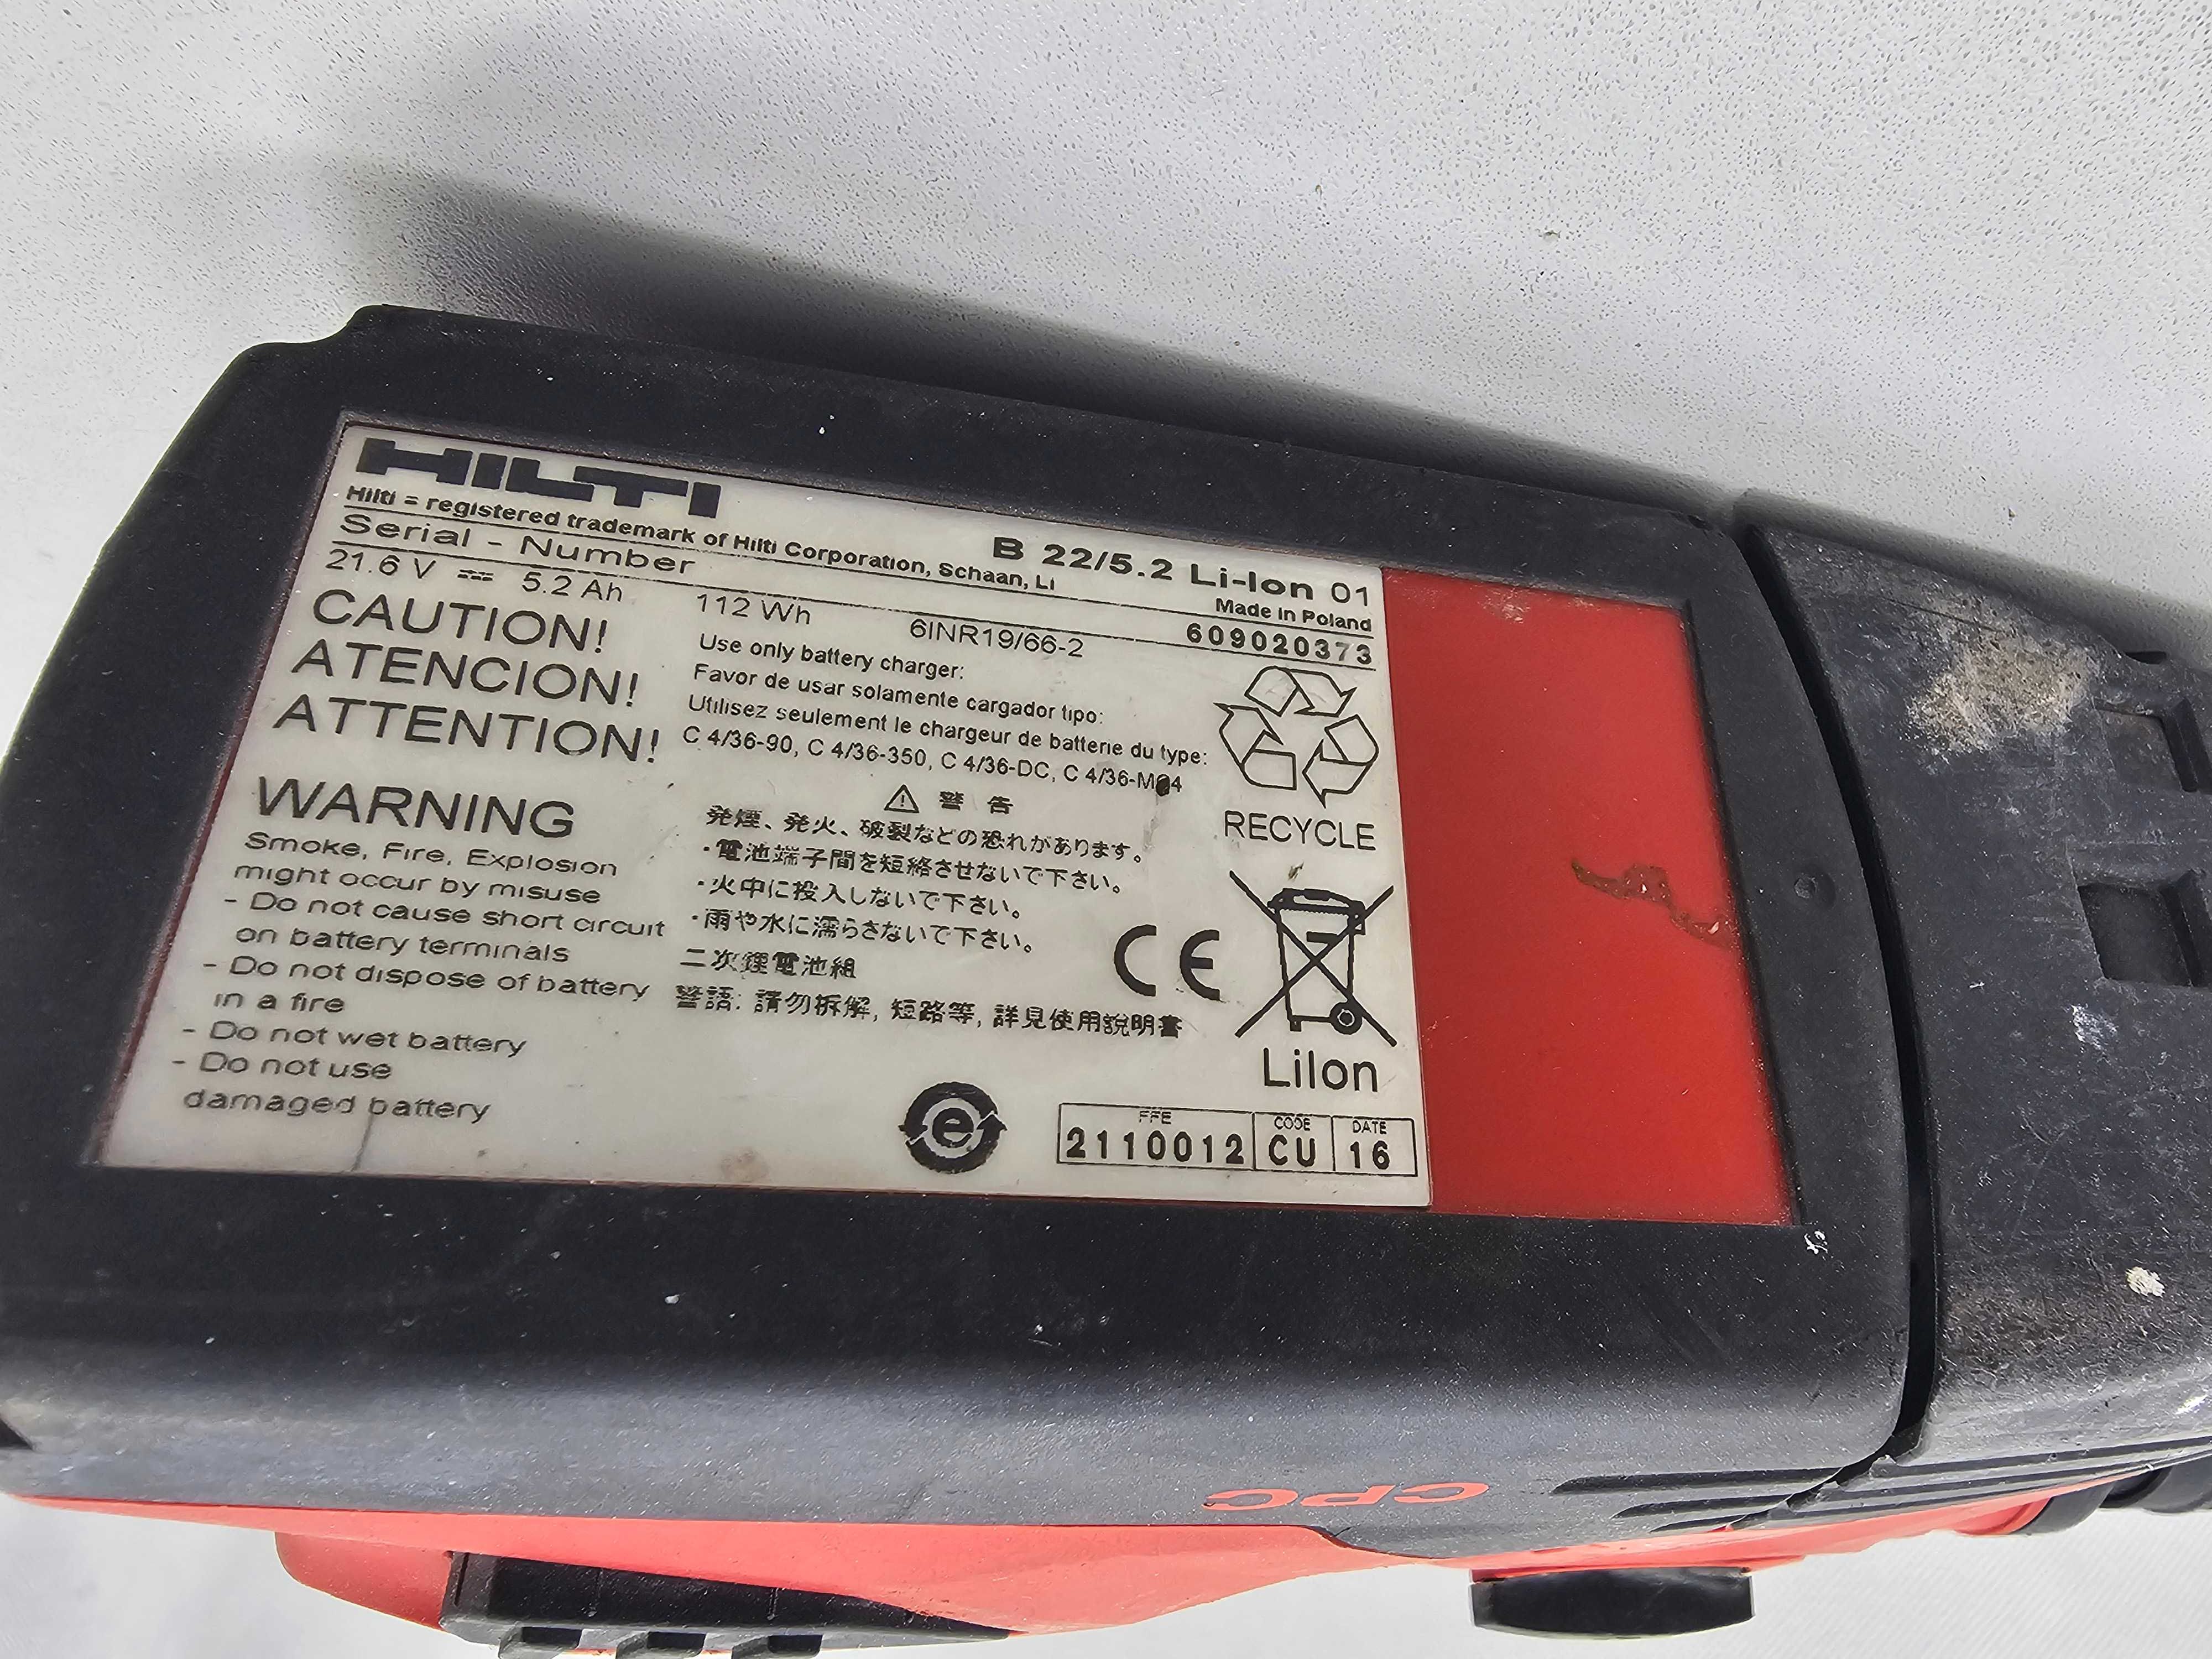 HILTI
B 22/5.2 Li-Ion 01
Hilti = registered trademark of Hilti Corporation, Schaan, Li
Made in Poland
Serial - Number
609020373
21.6 V ⎓ 5.2 Ah 112 Wh 6INR19/66-2
CAUTION!
ATENCION!
ATTENTION!
Use only battery charger:
Favor de usar solamente cargador tipo:
Utilisez seulement le chargeur de batterie du type:
C 4/36-90, C 4/36-350, C 4/36-DC,
WARNING
Smoke, Fire, Explosion
might occur by misuse
- Do not cause short circuit
on battery terminals
- Do not dispose of battery
in a fire
- Do not wet battery
- Do not use
damaged battery
⚠ 警告
発煙、発火、破裂などの恐れがあります。
・電池端子間を短絡させないで下さい。
・火中に投入しないで下さい。
・雨や水に濡らさないで下さい。
二次鋰電池組
警語: 請勿拆解, 短路等, 詳見使用說明書
RECYCLE
CE
LiIon
e
FFE CODE DATE
2110012 CU 16
CPC